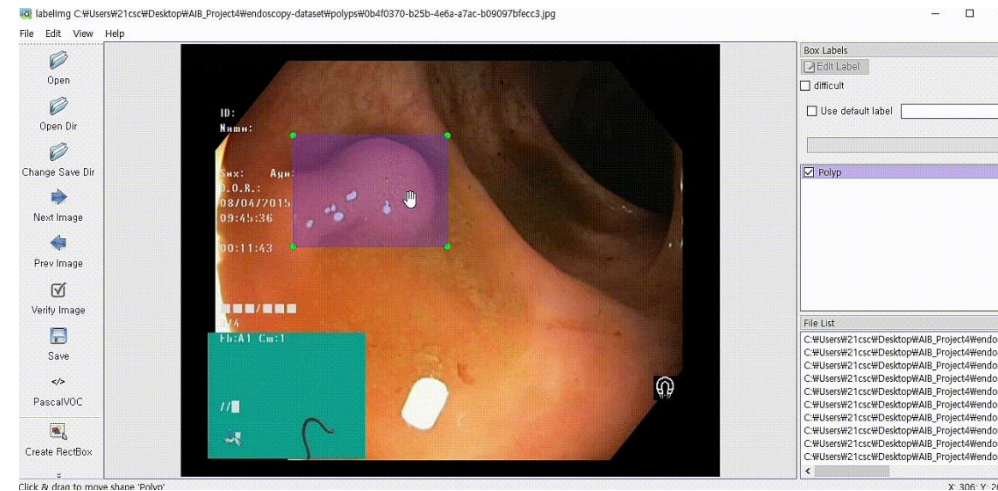 labelImg C:₩Users₩21csc₩Desktop₩AIB_Project4₩endoscopy-dataset₩polyps₩0b4f0370-b25b-4e6a-a7ac-b09097bfecc3.jpg
File Edit View Help
Open
Open Dir
Change Save Dir
Next Image
Prev Image
Verify Image
Save
</>
PascalVOC
Create RectBox
ID:
Name:
Sex: Age:
D.O.B.:
08/04/2015
09:45:36
00:11:43
/4
Eh:A1 Cm:1
//
Box Labels
Edit Label
difficult
Use default label
Polyp
File List
C:₩Users₩21csc₩Desktop₩AIB_Project4₩endo
C:₩Users₩21csc₩Desktop₩AIB_Project4₩endo
C:₩Users₩21csc₩Desktop₩AIB_Project4₩endo
C:₩Users₩21csc₩Desktop₩AIB_Project4₩endo
C:₩Users₩21csc₩Desktop₩AIB_Project4₩endo
C:₩Users₩21csc₩Desktop₩AIB_Project4₩endo
C:₩Users₩21csc₩Desktop₩AIB_Project4₩endo
C:₩Users₩21csc₩Desktop₩AIB_Project4₩endo
C:₩Users₩21csc₩Desktop₩AIB_Project4₩endo
C:₩Users₩21csc₩Desktop₩AIB_Project4₩endo
Click & drag to move shape 'Polyp'
X: 306; Y: